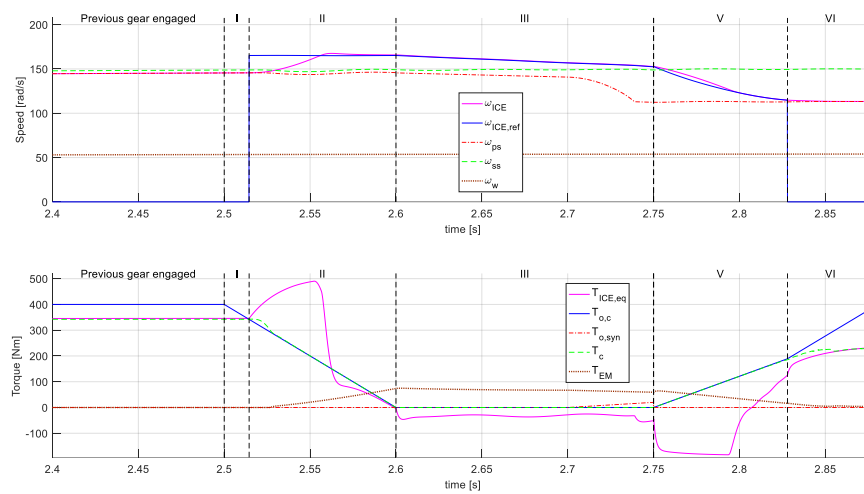 Previous gear engaged I II III V VI
200
150
100
50
0
Speed [rad/s]
ω_ICE
ω_ICE,ref
ω_ps
ω_ss
ω_w
2.4 2.45 2.5 2.55 2.6 2.65 2.7 2.75 2.8 2.85
time [s]
Previous gear engaged I II III V VI
500
400
300
200
100
0
-100
Torque [Nm]
T_ICE,eq
T_o,c
T_o,syn
T_c
T_EM
2.4 2.45 2.5 2.55 2.6 2.65 2.7 2.75 2.8 2.85
time [s]